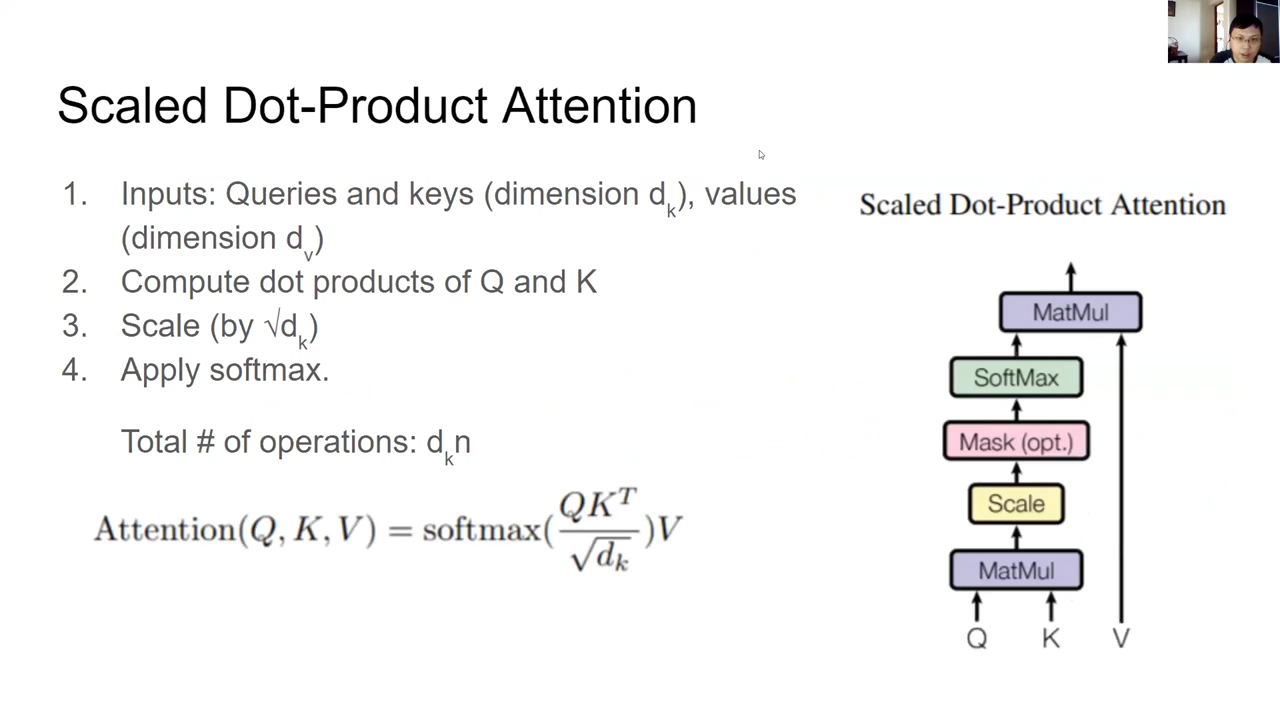 Scaled Dot-Product Attention
1. Inputs: Queries and keys (dimension d_k), values
(dimension d_v)
2. Compute dot products of Q and K
3. Scale (by √d_k)
4. Apply softmax.
Total # of operations: d_k n
Attention(Q, K, V) = softmax(QK^T / √d_k)V
Scaled Dot-Product Attention
MatMul
SoftMax
Mask (opt.)
Scale
MatMul
Q K V